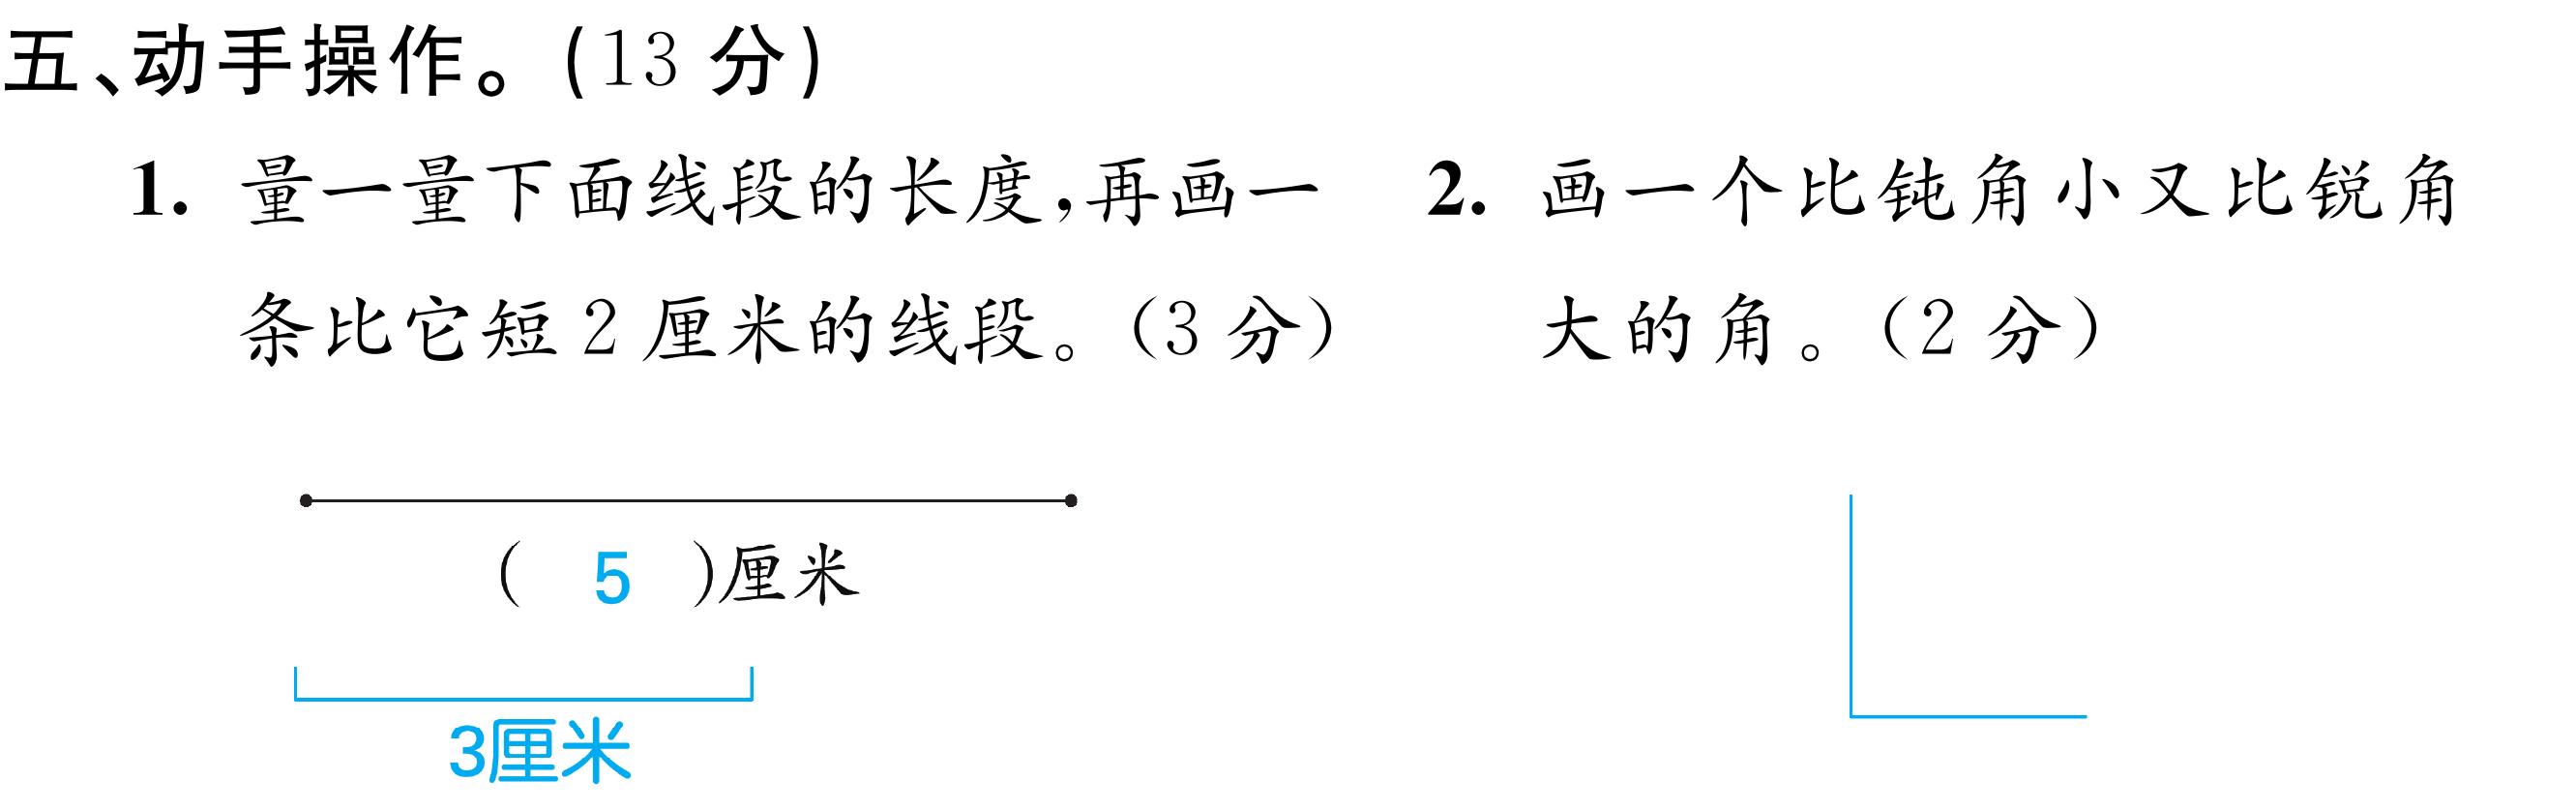 五、动手操作。(13 分)
1. 量一量下面线段的长度,再画一
条比它短 2 厘米的线段。(3 分)
( 5 )厘米
3厘米
2. 画一个比钝角小又比锐角
大的角。(2 分)